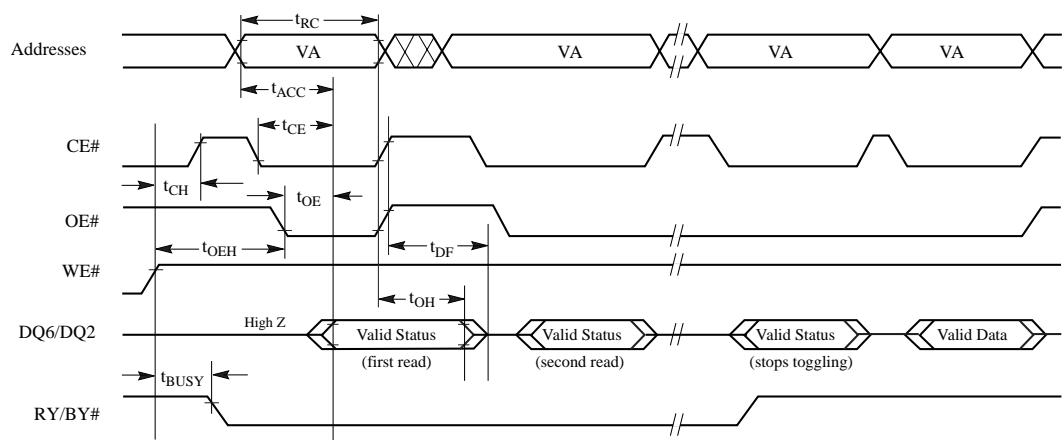 tRC
Addresses VA VA VA VA
tACC
tCE
CE#
tCH
tOE
OE#
tOEH
tDF
WE#
tOH
High Z
DQ6/DQ2 Valid Status Valid Status Valid Status Valid Data
(first read) (second read) (stops toggling)
tBUSY
RY/BY#